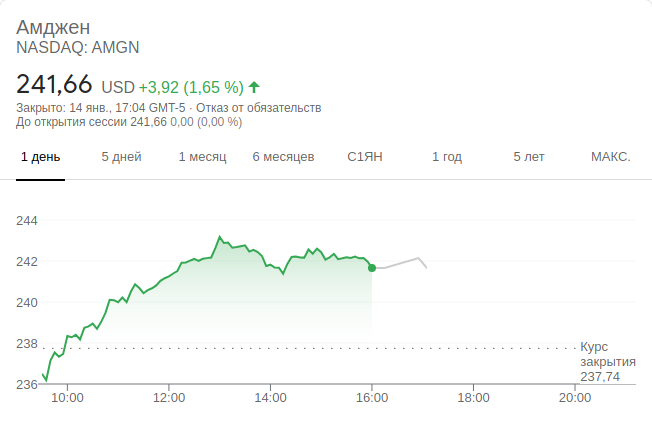 Амджен
NASDAQ: AMGN
241,66 USD +3,92 (1,65 %)
Закрыто: 14 янв., 17:04 GMT-5 · Отказ от обязательств
До открытия сессии 241,66 0,00 (0,00 %)
1 день 5 дней 1 месяц 6 месяцев С1ЯН 1 год 5 лет МАКС.
244
242
240
238
236
Курс
закрытия
237,74
10:00 12:00 14:00 16:00 18:00 20:00